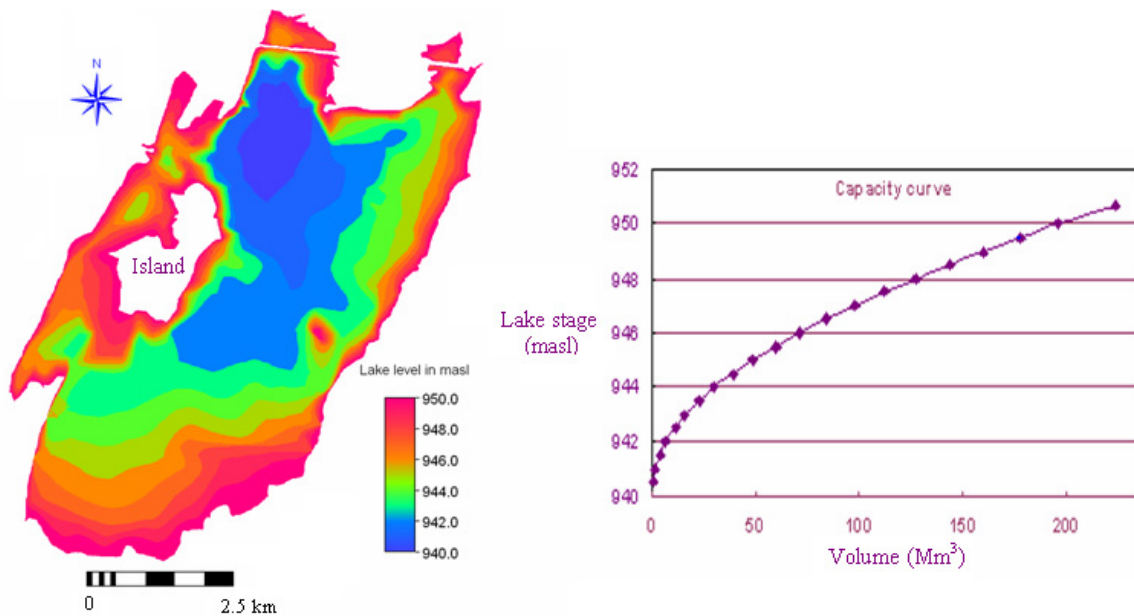 N
Island
Lake level in masl
950.0
948.0
946.0
944.0
942.0
940.0
0 2.5 km
Capacity curve
952
950
948
946
944
942
940
Lake stage
(masl)
0 50 100 150 200
Volume (Mm³)